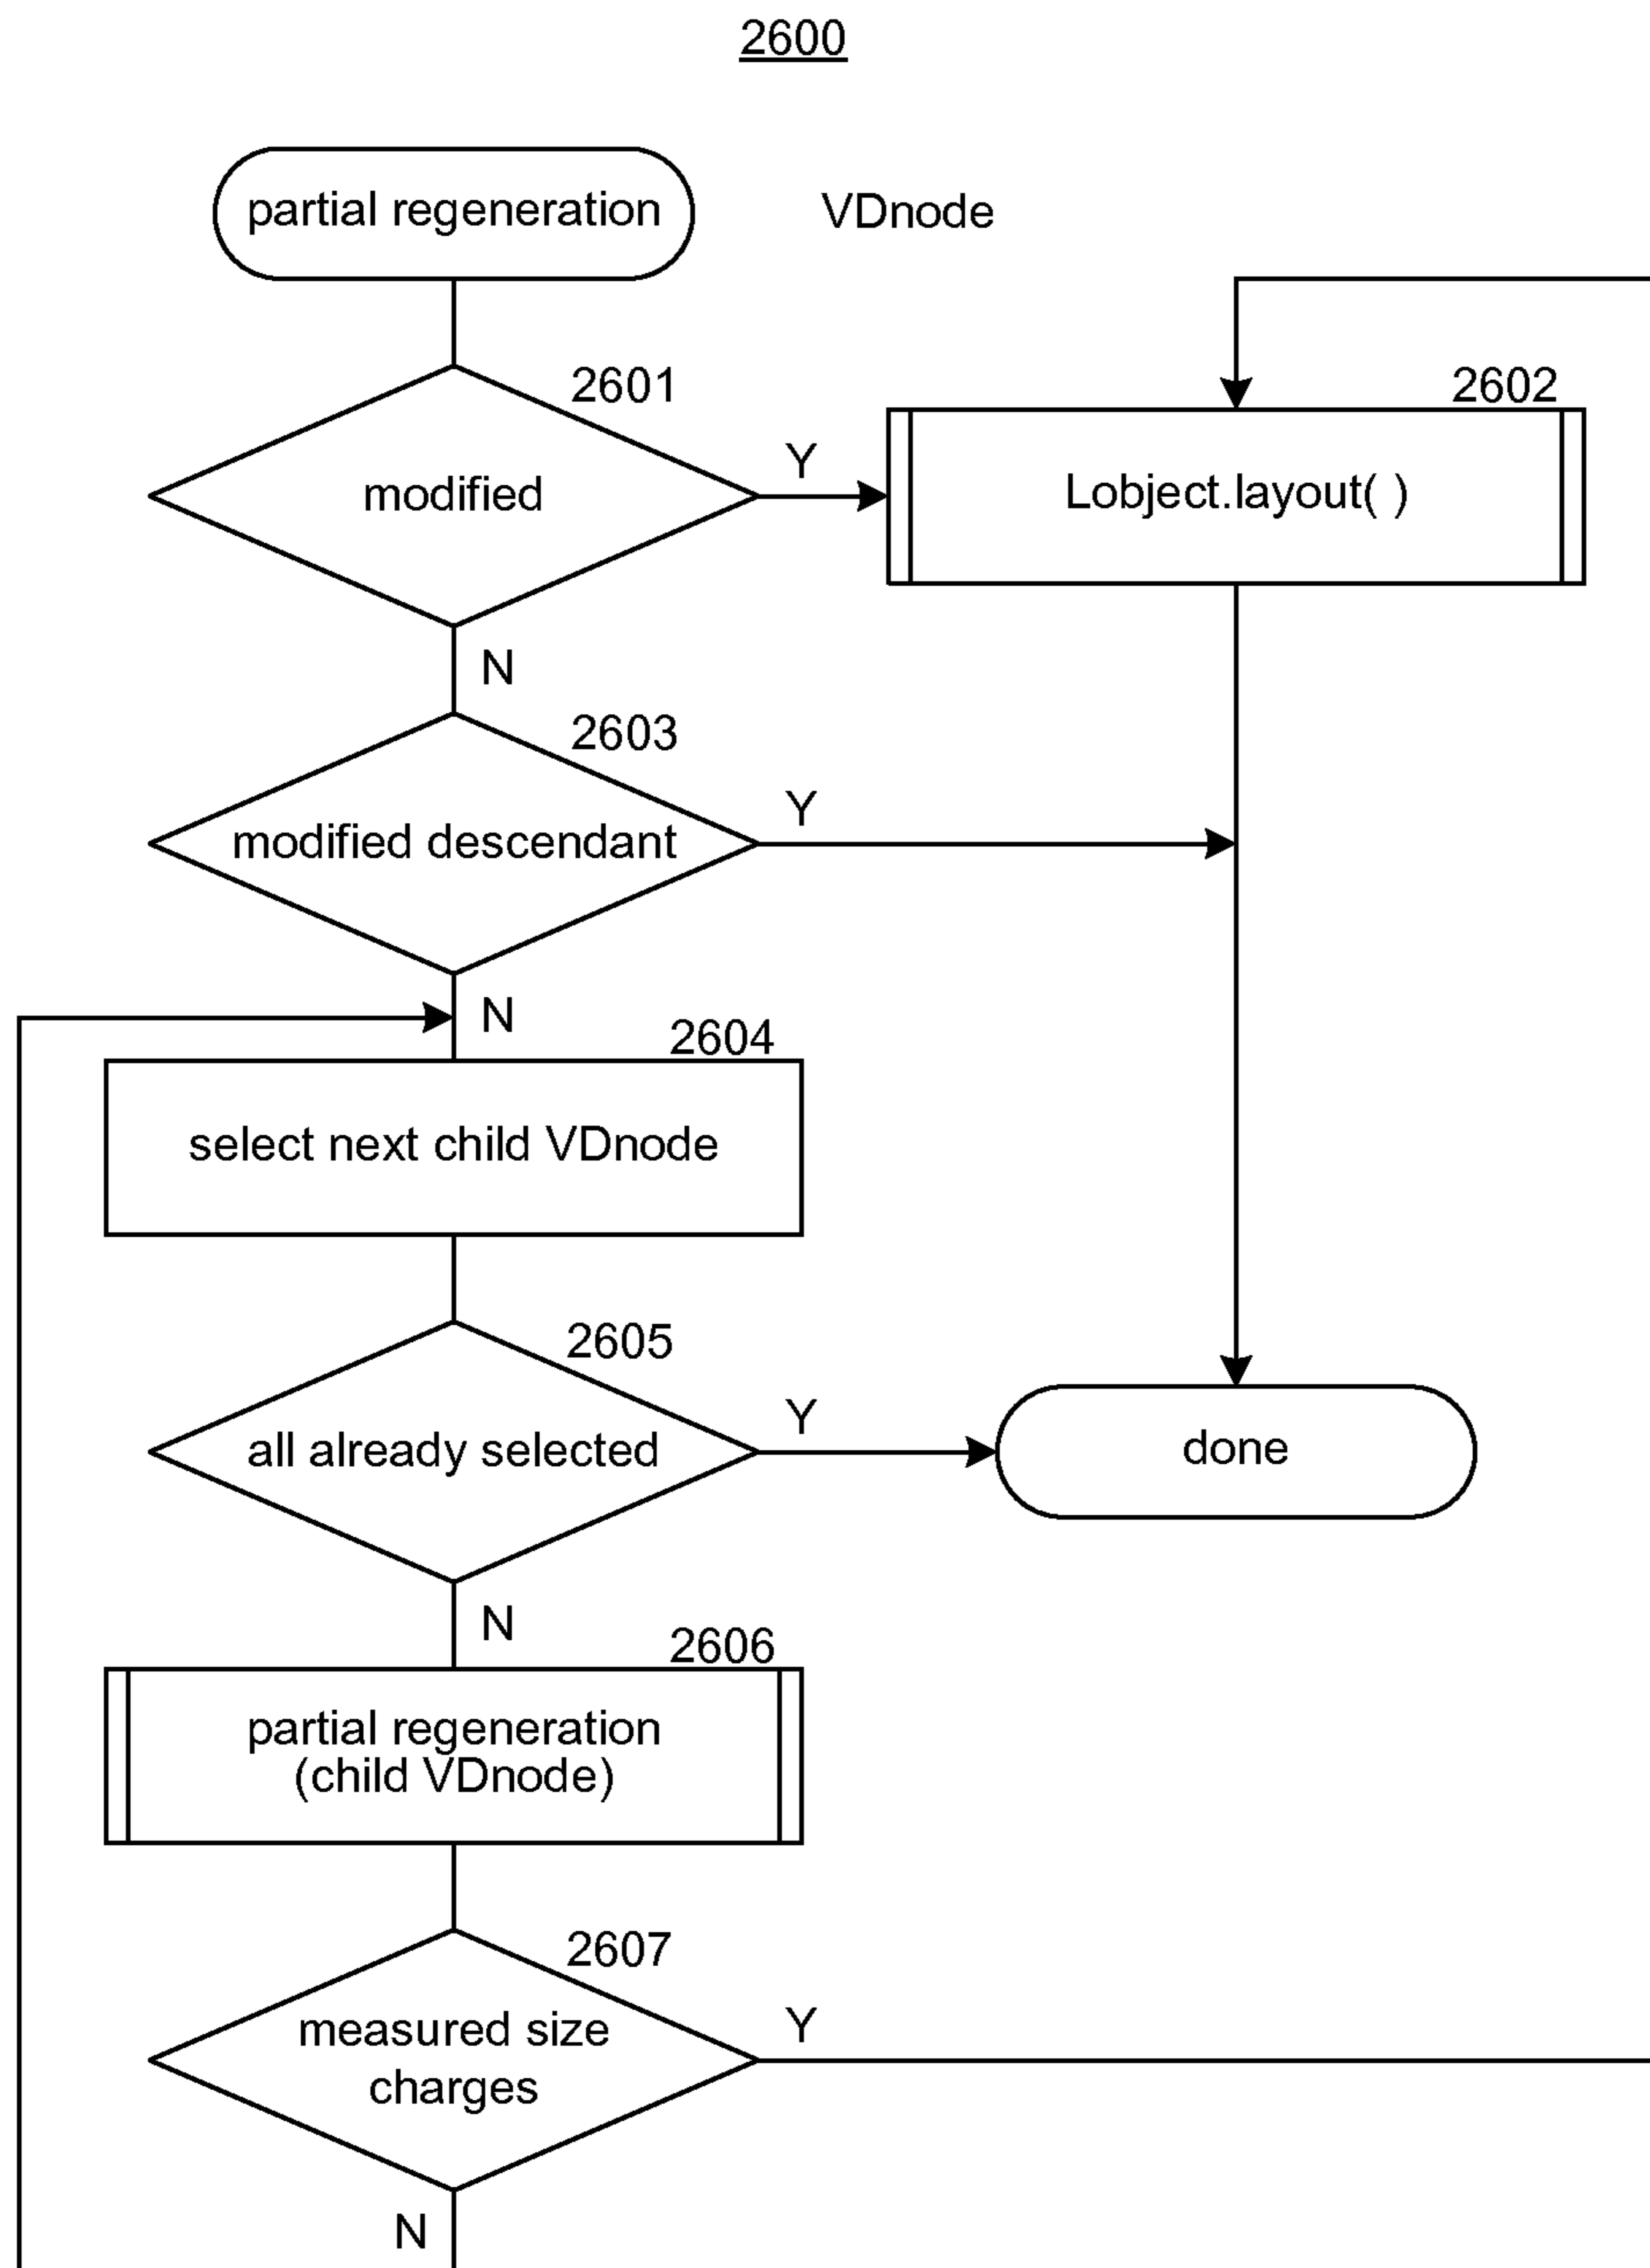 2600
partial regeneration
VDnode
2601
modified
Y
2602
Lobject.layout( )
N
2603
modified descendant
Y
N
2604
select next child VDnode
2605
all already selected
Y
done
N
2606
partial regeneration
(child VDnode)
2607
measured size
charges
Y
N